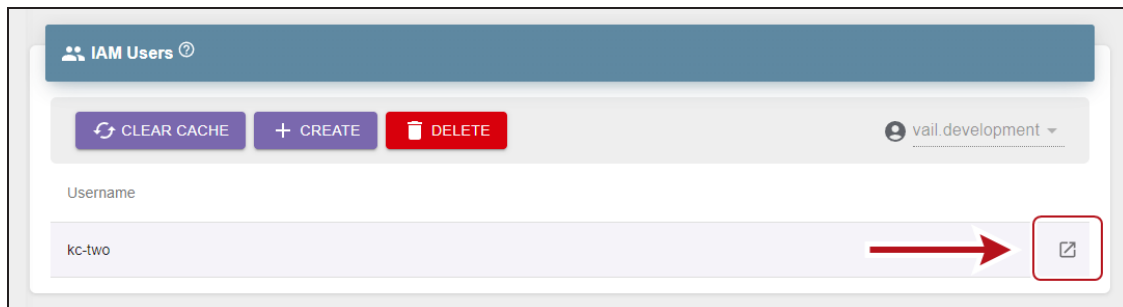 IAM Users
CLEAR CACHE
CREATE
DELETE
vail.development
Username
kc-two